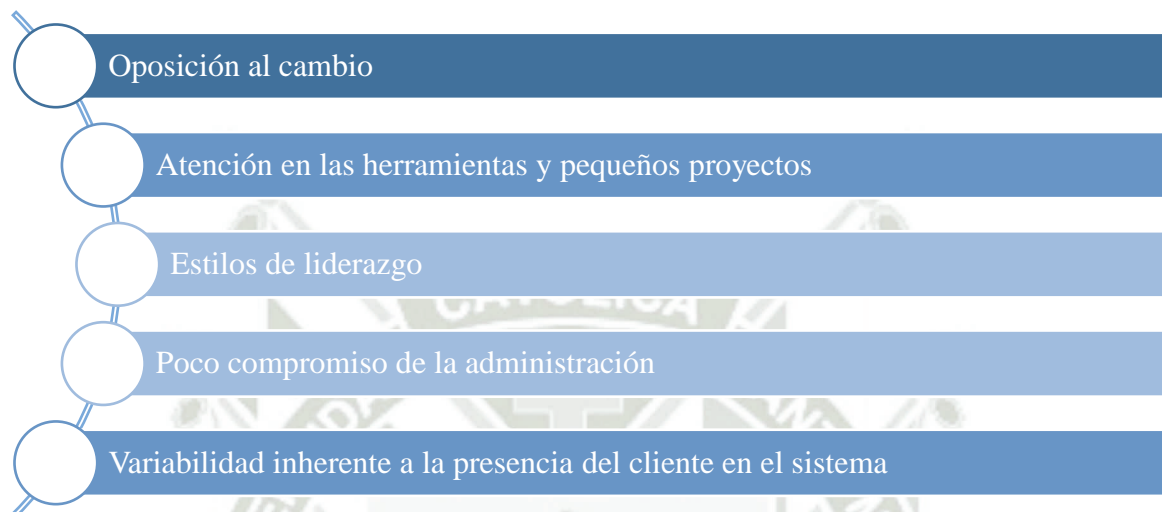 Oposición al cambio
Atención en las herramientas y pequeños proyectos
Estilos de liderazgo
CATOLICA
Poco compromiso de la administración
Variabilidad inherente a la presencia del cliente en el sistema